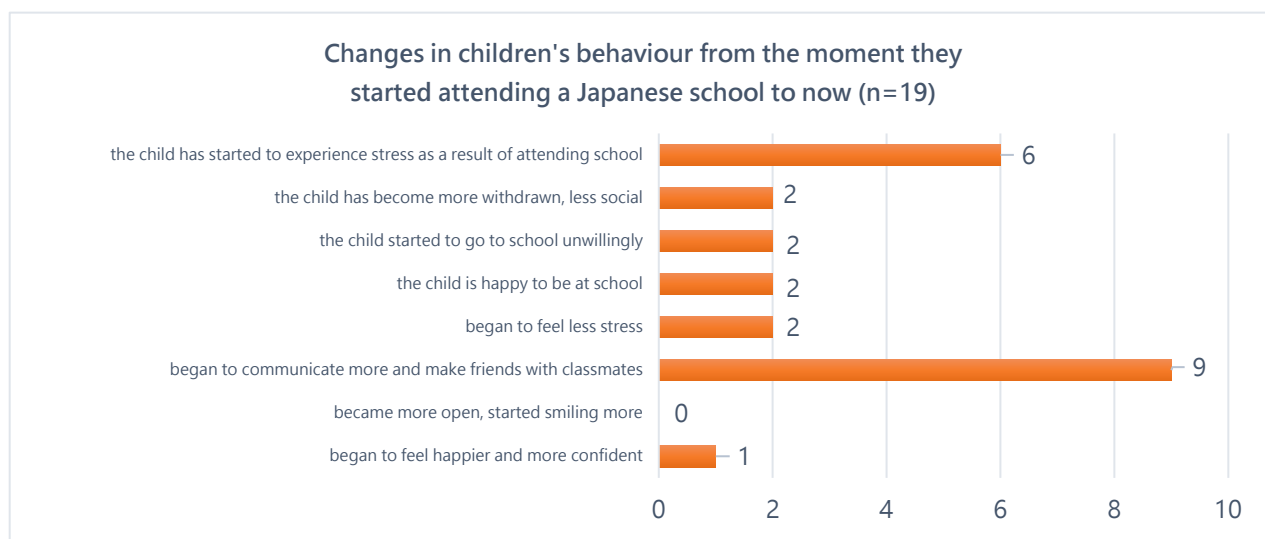 Changes in children's behaviour from the moment they
started attending a Japanese school to now (n=19)
the child has started to experience stress as a result of attending school 6
the child has become more withdrawn, less social 2
the child started to go to school unwillingly 2
the child is happy to be at school 2
began to feel less stress 2
began to communicate more and make friends with classmates 9
became more open, started smiling more 0
began to feel happier and more confident 1
0 2 4 6 8 10